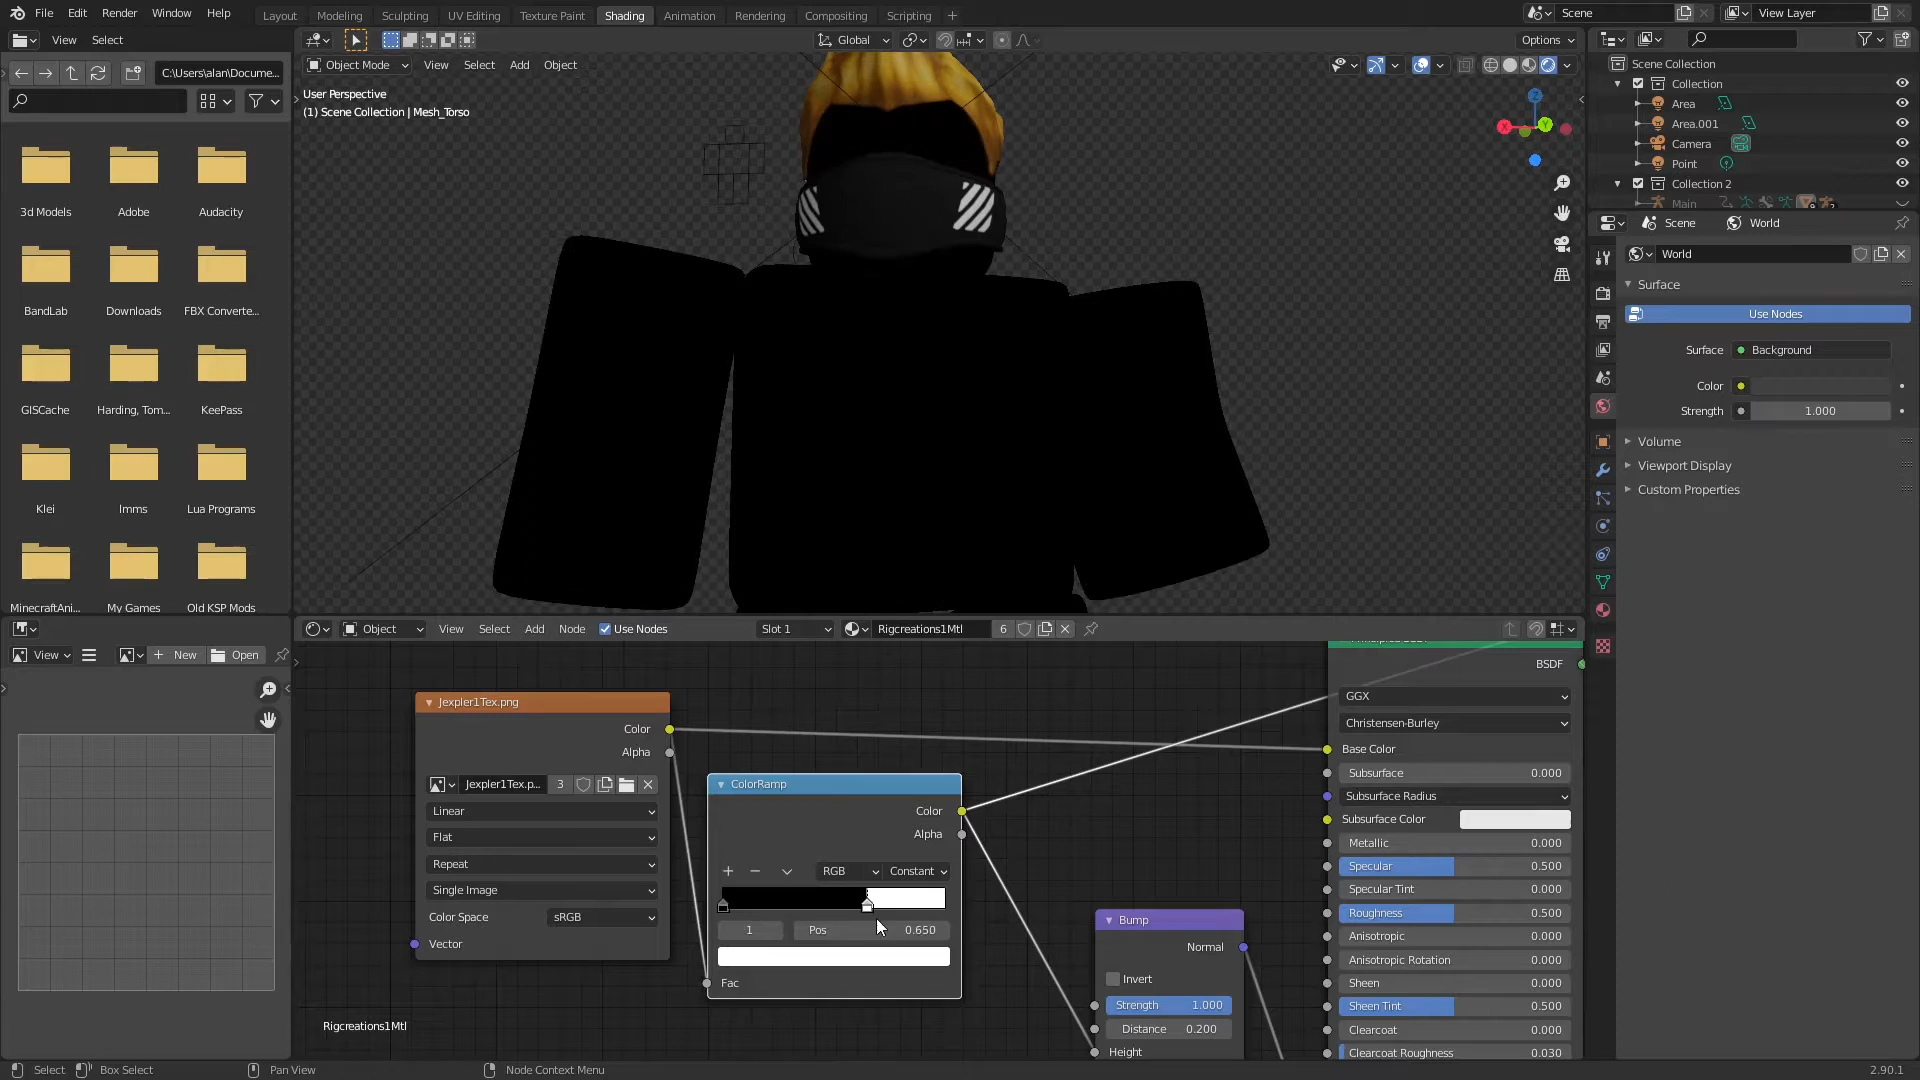 File Edit Render Window Help Layout Modeling Sculpting UV Editing Texture Paint Shading Animation Rendering Compositing Scripting + Scene View Layer
View Select Global Options
C:\Users\alan\Docume... Object Mode View Select Add Object
User Perspective
(1) Scene Collection | Mesh_Torso
Scene Collection
Collection
Area
Area.001
Camera
Point
Collection 2
Main
X Y Z
3d Models Adobe Audacity
BandLab Downloads FBX Converte...
GISCache Harding, Tom... KeePass
Klei lmms Lua Programs
MinecraftAni... My Games Old KSP Mods
Scene World
World
Surface
Use Nodes
Surface Background
Color
Strength 1.000
Volume
Viewport Display
Custom Properties
View New Open
Object View Select Add Node Use Nodes Slot 1 Rigcreations1Mtl 6
Jexpler1Tex.png
Color
Alpha
Jexpler1Tex.p... 3
Linear
Flat
Repeat
Single Image
Color Space sRGB
Vector
ColorRamp
Color
Alpha
+ − RGB Constant
1 Pos 0.650
Fac
Bump
Normal
Invert
Strength 1.000
Distance 0.200
Height
BSDF
GGX
Christensen-Burley
Base Color
Subsurface 0.000
Subsurface Radius
Subsurface Color
Metallic 0.000
Specular 0.500
Specular Tint 0.000
Roughness 0.500
Anisotropic 0.000
Anisotropic Rotation 0.000
Sheen 0.000
Sheen Tint 0.500
Clearcoat 0.000
Clearcoat Roughness 0.030
Rigcreations1Mtl
Select Box Select Pan View Node Context Menu 2.90.1